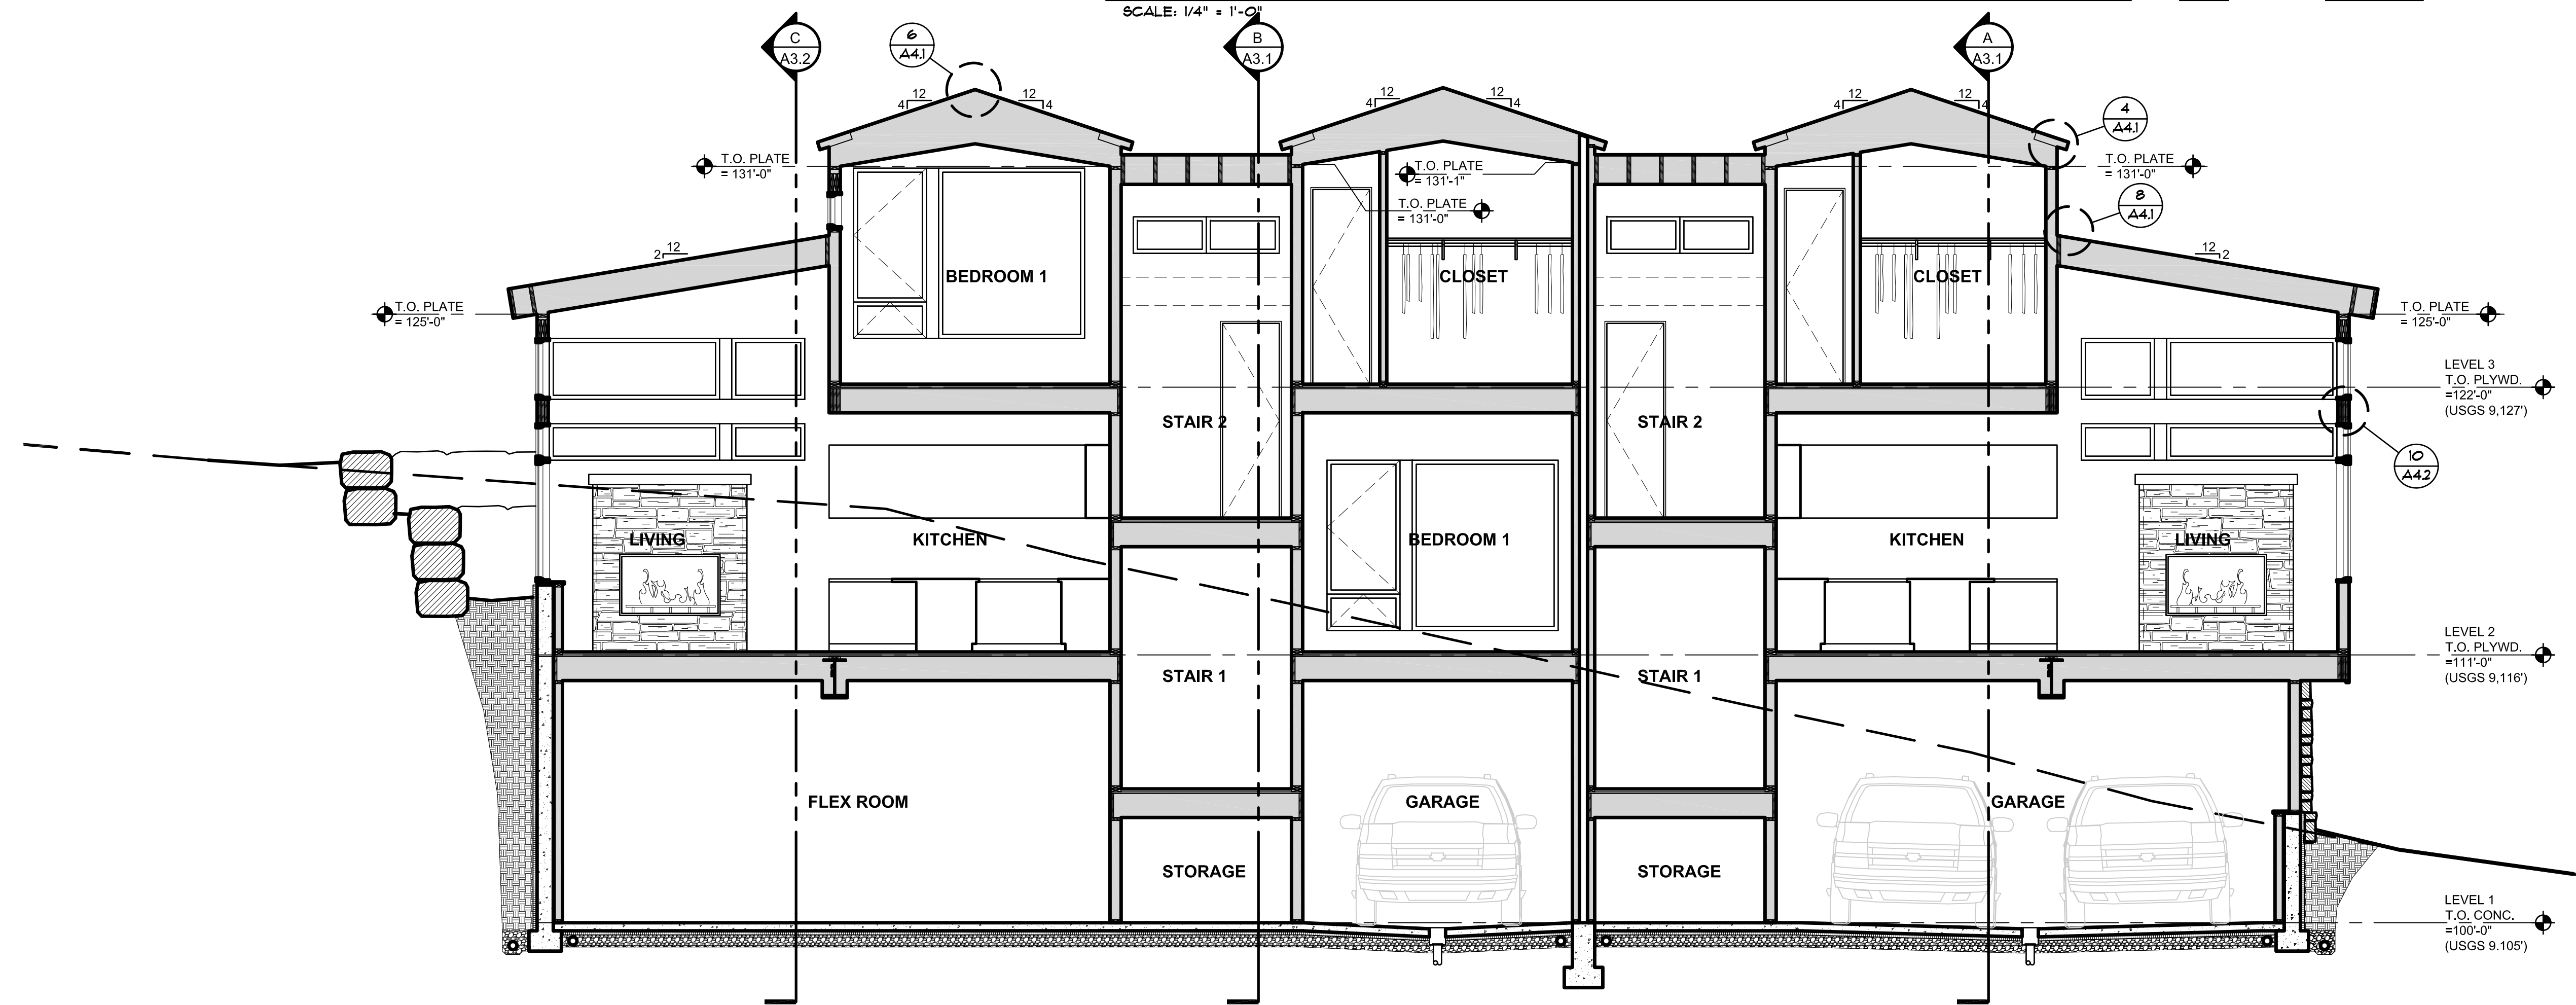 SCALE: 1/4" = 1'-0"
C
A3.2
6
A4.1
B
A3.1
A
A3.1
4
A4.1
8
A4.1
10
A4.2
12
4
12
4
12
4
12
4
12
4
12
4
2
12
12
2
T.O. PLATE
= 131'-0"
T.O. PLATE
= 131'-1"
T.O. PLATE
= 131'-0"
T.O. PLATE
= 131'-0"
T.O. PLATE
= 125'-0"
T.O. PLATE
= 125'-0"
BEDROOM 1
CLOSET
CLOSET
LEVEL 3
T.O. PLYWD.
=122'-0"
(USGS 9,127')
STAIR 2
STAIR 2
LIVING
KITCHEN
BEDROOM 1
KITCHEN
LIVING
LEVEL 2
T.O. PLYWD.
=111'-0"
(USGS 9,116')
STAIR 1
STAIR 1
FLEX ROOM
GARAGE
GARAGE
STORAGE
STORAGE
LEVEL 1
T.O. CONC.
=100'-0"
(USGS 9.105')